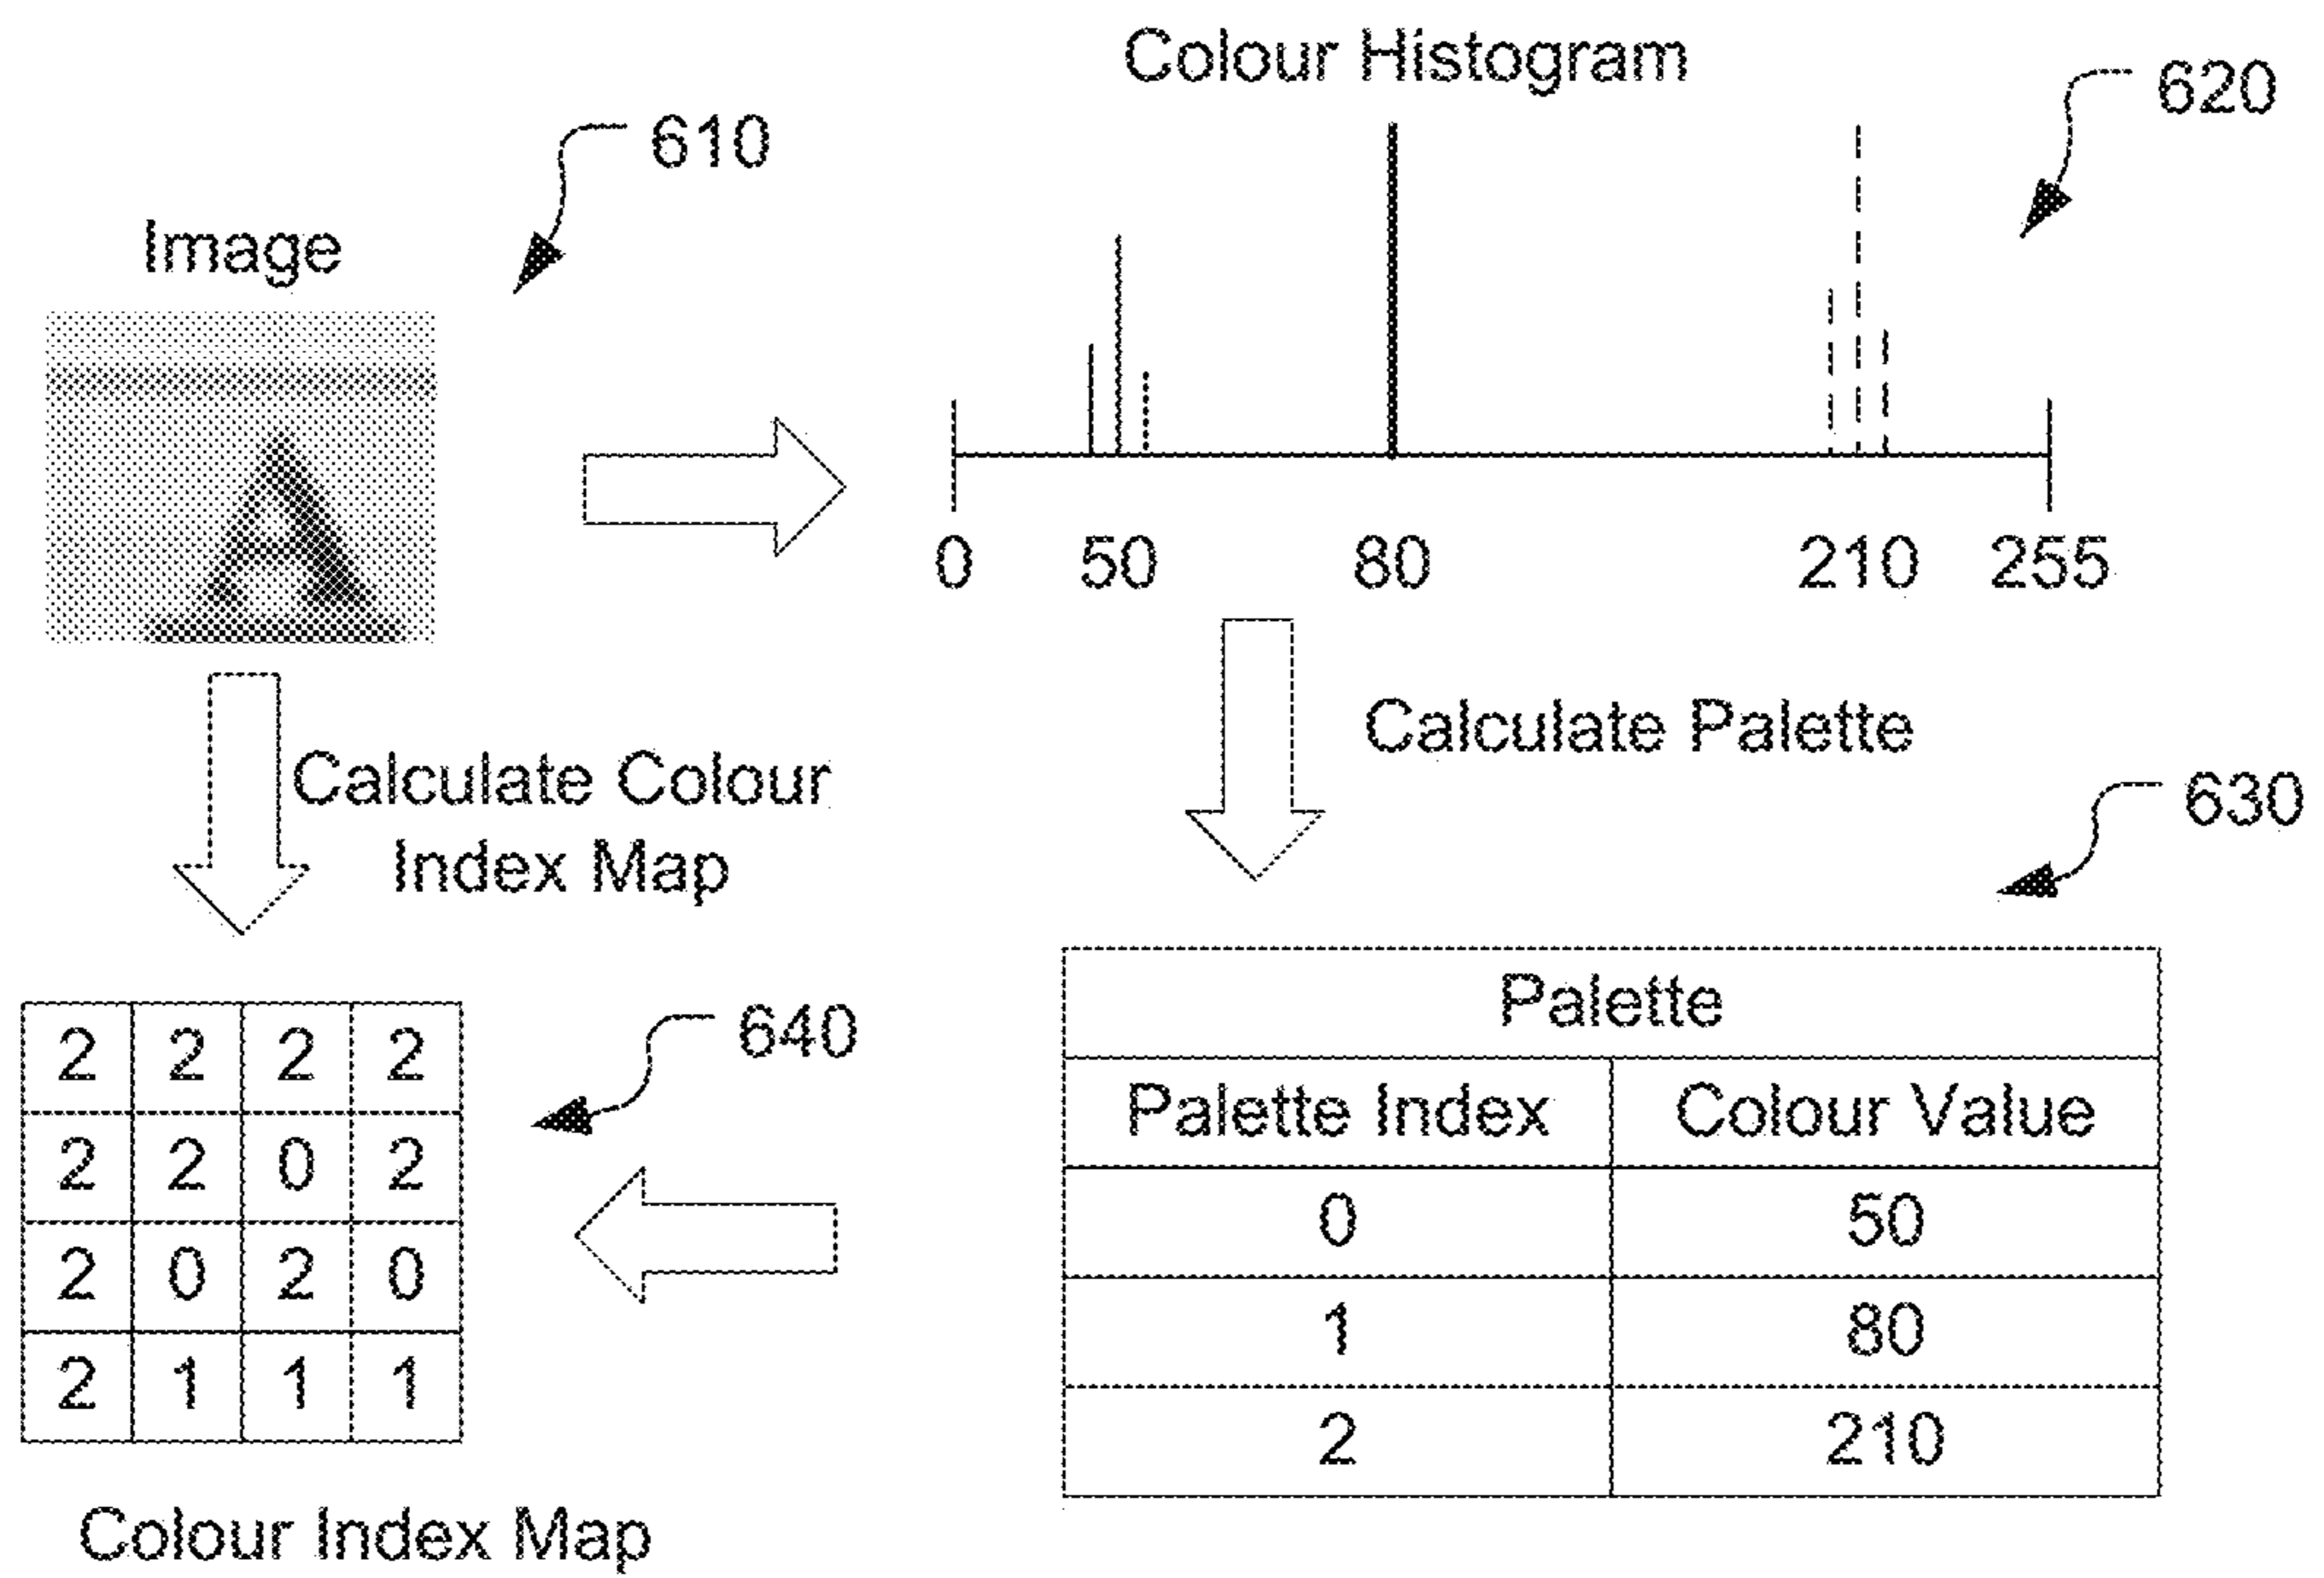 Colour Histogram
620
610
Image
A
0 50 80 210 255
Calculate Palette
Calculate Colour
Index Map
630
Palette
Palette Index Colour Value
0 50
1 80
2 210
640
2 2 2 2
2 2 0 2
2 0 2 0
2 1 1 1
Colour Index Map